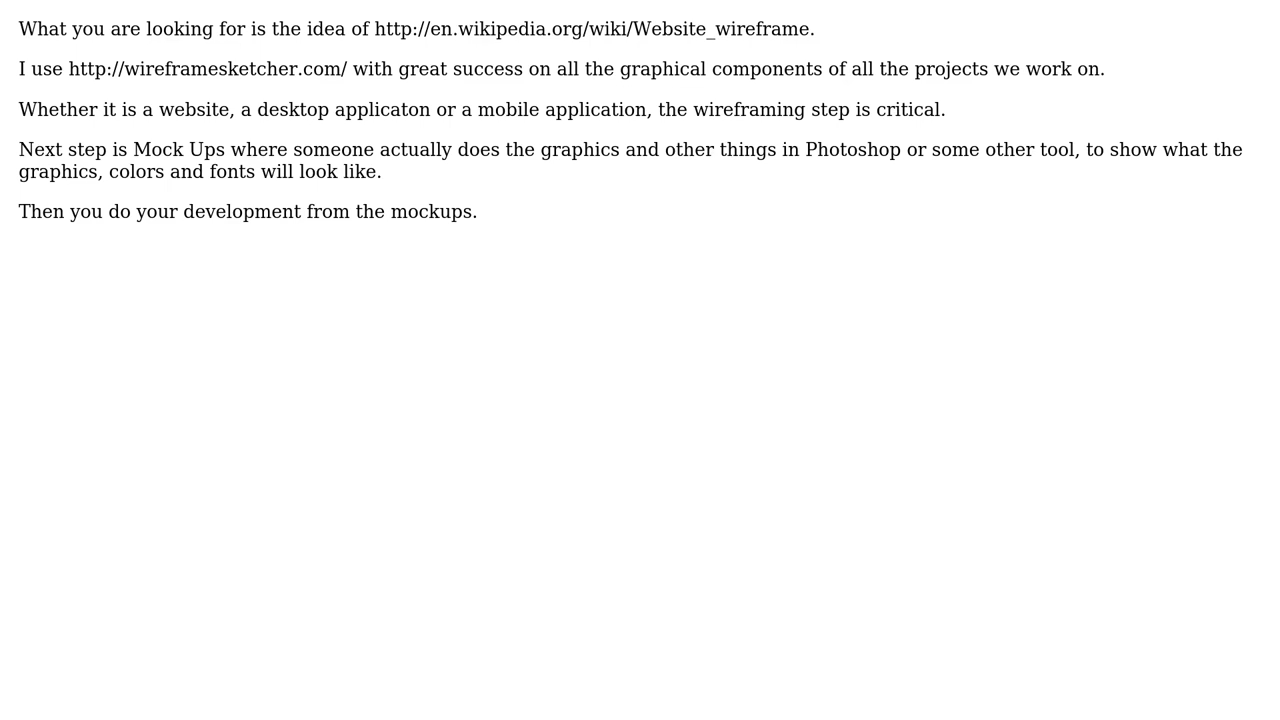 What you are looking for is the idea of http://en.wikipedia.org/wiki/Website_wireframe.
I use http://wireframesketcher.com/ with great success on all the graphical components of all the projects we work on.
Whether it is a website, a desktop applicaton or a mobile application, the wireframing step is critical.
Next step is Mock Ups where someone actually does the graphics and other things in Photoshop or some other tool, to show what the
graphics, colors and fonts will look like.
Then you do your development from the mockups.